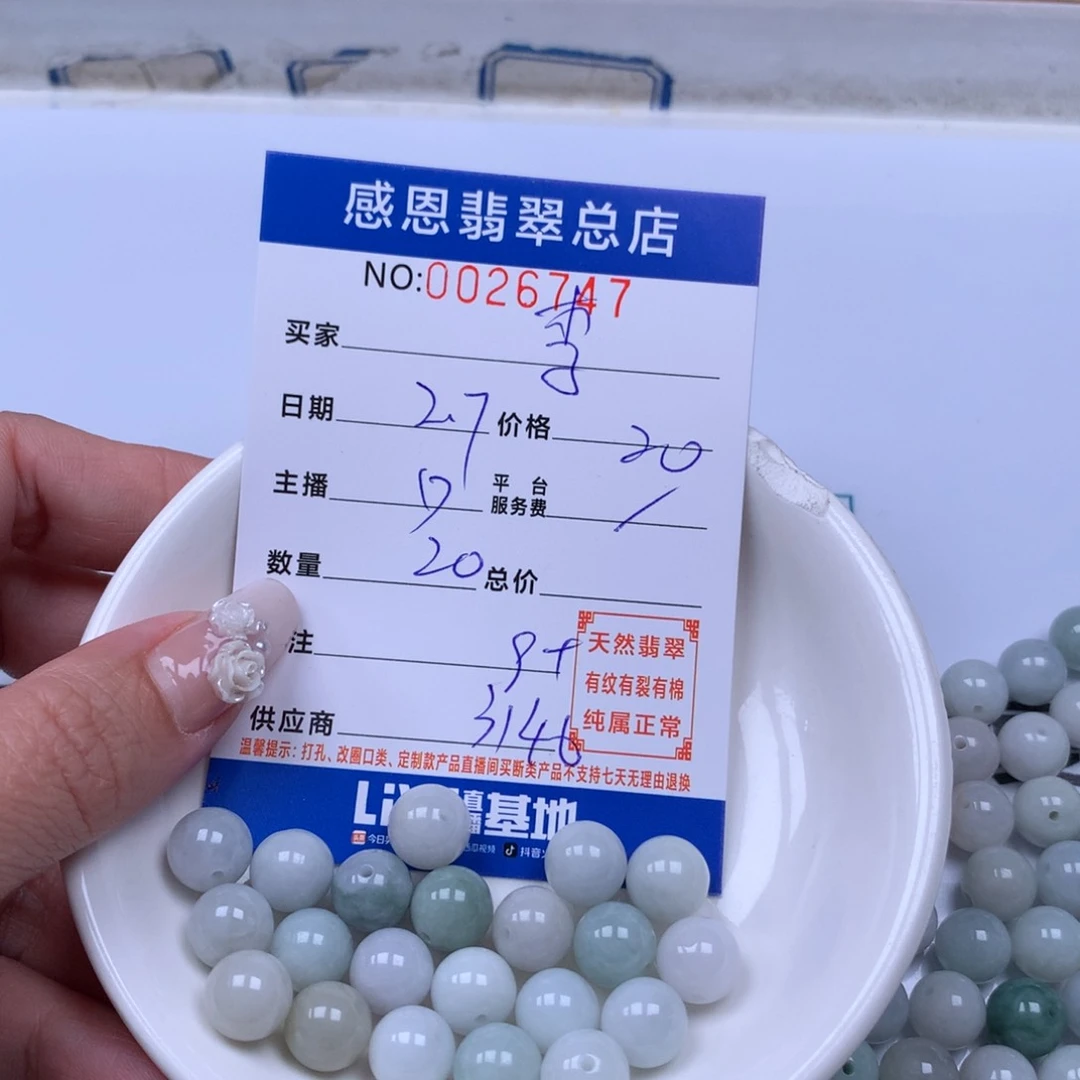 感恩翡翠总店
NO:0026747
买家 李
日期 2.7 价格 20
主播 平台服务费 /
数量 20 总价
注 9+
天然翡翠
有纹有裂有棉
纯属正常
供应商 3146
温馨提示：打孔、改圈口类、定制款产品直播间买断类产品不支持七天无理由退换
基地